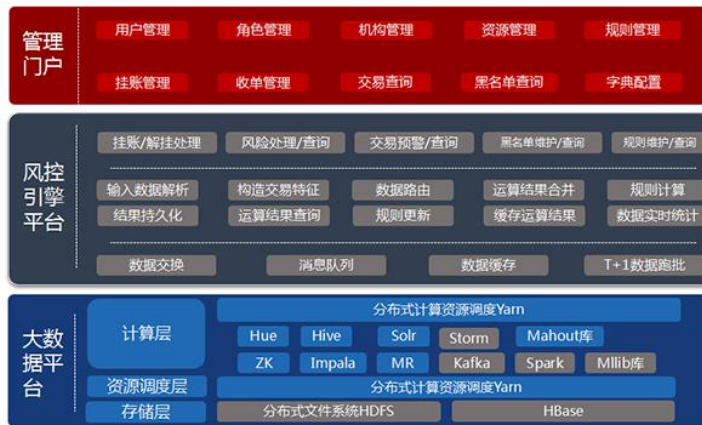 管理门户
用户管理 角色管理 机构管理 资源管理 规则管理
挂账管理 收单管理 交易查询 黑名单查询 字典配置
风控引擎平台
挂账/解挂处理 风险处理/查询 交易预警/查询 黑名单维护/查询 规则维护/查询
输入数据解析 构造交易特征 数据路由 运算结果合并 规则计算
结果持久化 运算结果查询 规则更新 缓存运算结果 数据实时统计
数据交换 消息队列 数据缓存 T+1数据跑批
大数据平台
计算层
分布式计算资源调度Yarn
Hue Hive Solr Storm Mahout库
ZK Impala MR Kafka Spark Mllib库
资源调度层 分布式计算资源调度Yarn
存储层 分布式文件系统HDFS HBase